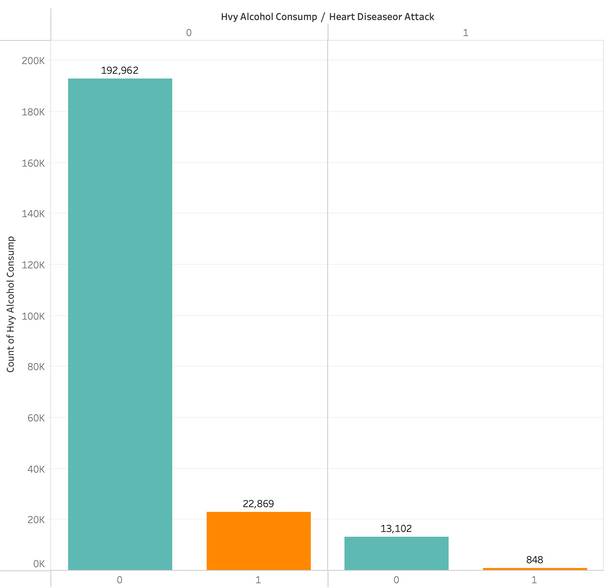 Hvy Alcohol Consump / Heart Diseaseor Attack
0 1
200K
180K
160K
140K
120K
100K
80K
60K
40K
20K
0K
Count of Hvy Alcohol Consump
192,962
22,869
13,102
848
0 1 0 1